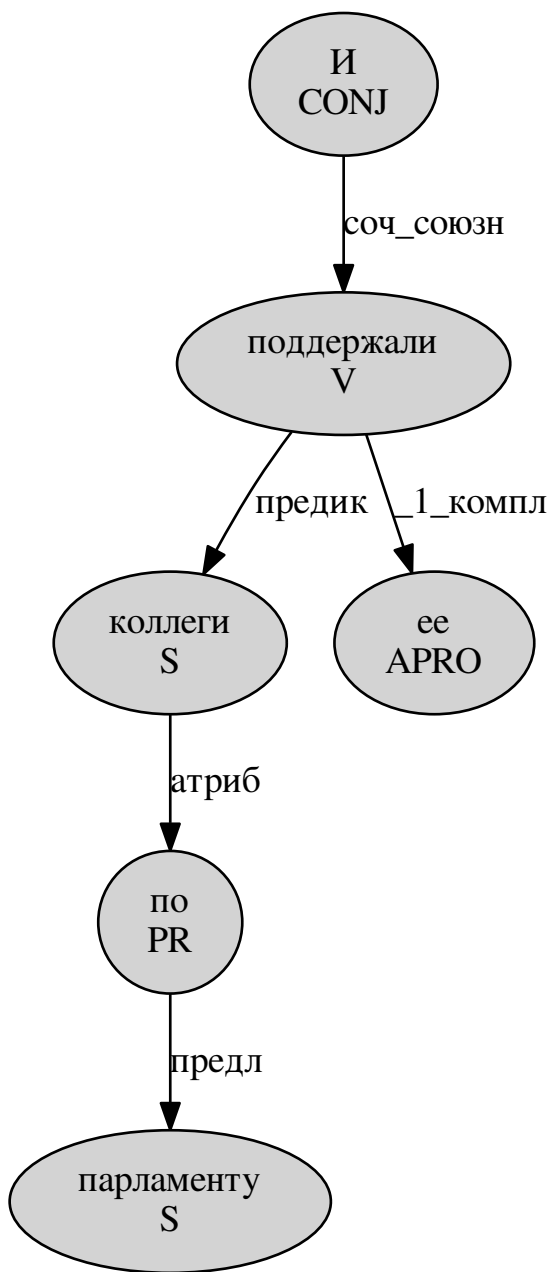 И
CONJ
соч_союзн
поддержали
V
предик
_1_компл
коллеги
S
ее
APRO
атриб
по
PR
предл
парламенту
S